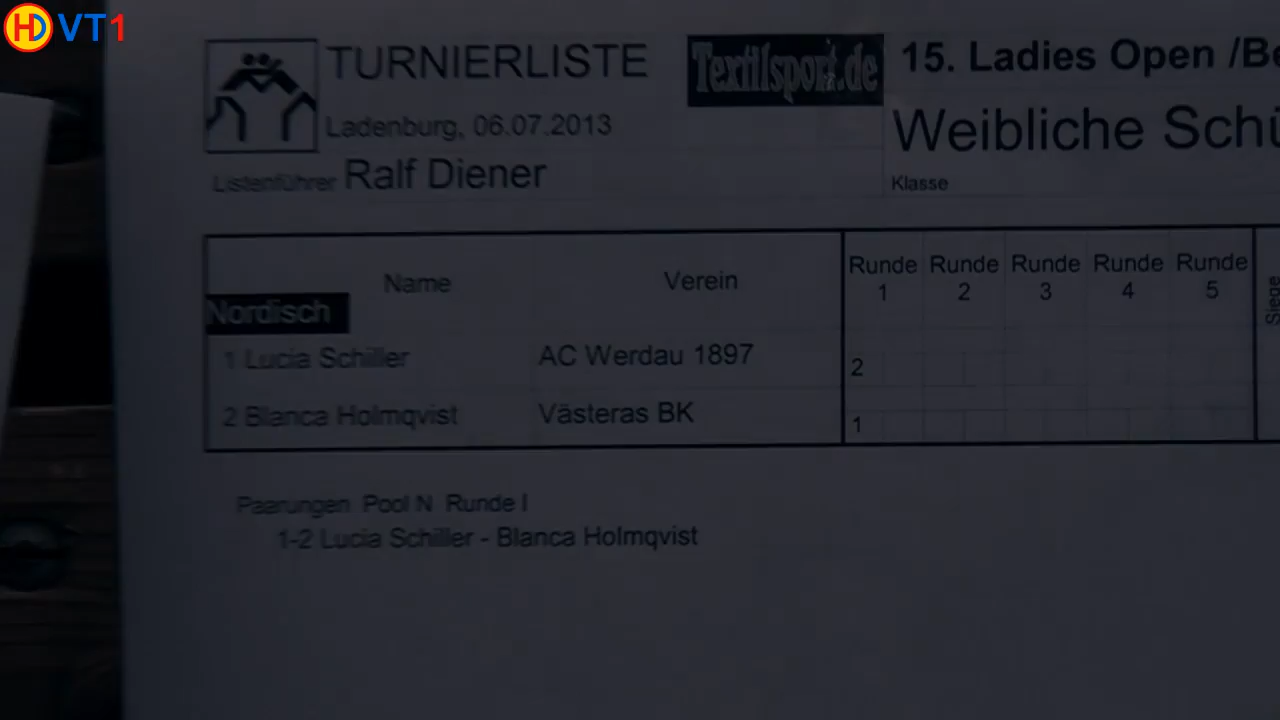 HD VT1
TURNIERLISTE
Textilsport.de
15. Ladies Open /Be
Ladenburg, 06.07.2013
Weibliche Schü
Listenführer Ralf Diener
Klasse
Name Verein Runde 1 Runde 2 Runde 3 Runde 4 Runde 5 Siege
Nordisch
1 Lucia Schiller AC Werdau 1897 2
2 Blanca Holmqvist Västeras BK 1
Paarungen Pool N Runde I
1-2 Lucia Schiller - Blanca Holmqvist